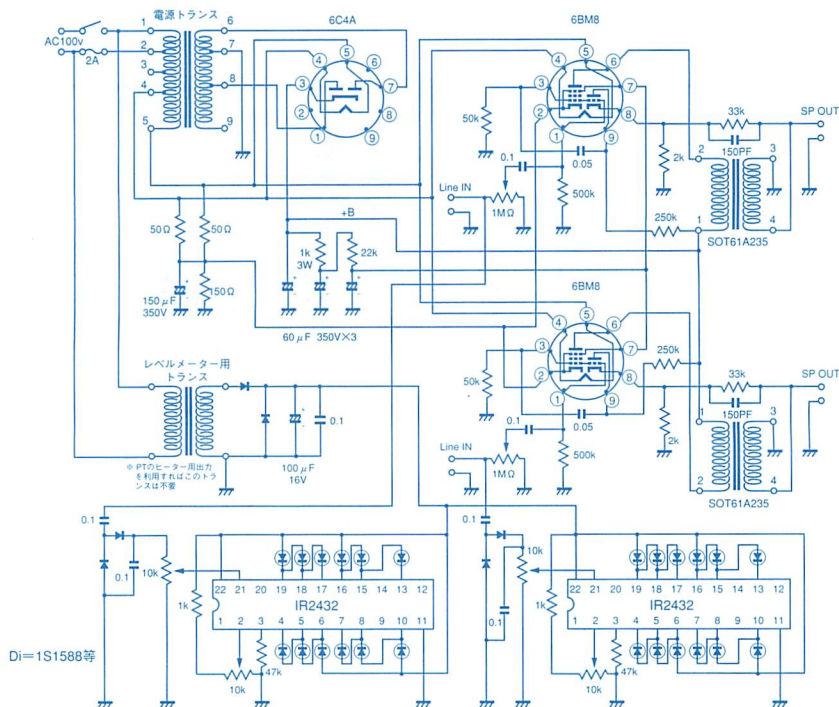 電源トランス
6C4A
6BM8
AC100v
2A
1
2
3
4
5
6
7
8
9
4
5
6
3
7
2
8
1
9
4
5
6
3
7
2
8
1
9
50k
0.1
0.05
Line IN
1MΩ
500k
2k
33k
150PF
SP OUT
2
3
1
4
250k
SOT61A235
+B
50Ω
50Ω
150Ω
150μF
350V
1k
3W
22k
60μF 350V×3
6BM8
4
5
6
3
7
2
8
1
9
50k
0.1
0.05
Line IN
1MΩ
500k
250k
2k
33k
150PF
SP OUT
1
3
2
4
SOT61A235
レベルメーター用
トランス
0.1
100μF
16V
※ PTのヒーター用出力
を利用すればこのトラ
ンスは不要
0.1
0.1
10k
1k
22 21 20 19 18 17 16 15 14 13 12
IR2432
1 2 3 4 5 6 7 8 9 10 11
47k
10k
0.1
0.1
10k
1k
22 21 20 19 18 17 16 15 14 13 12
IR2432
1 2 3 4 5 6 7 8 9 10 11
47k
10k
Di=1S1588等